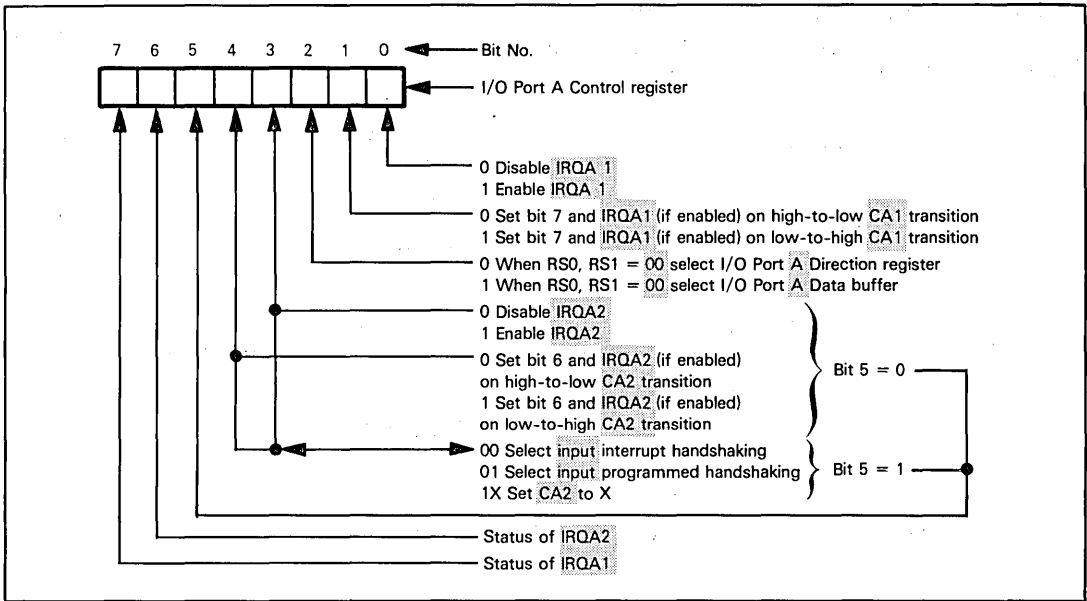 7 6 5 4 3 2 1 0 Bit No.
I/O Port A Control register
0 Disable IRQA 1
1 Enable IRQA 1
0 Set bit 7 and IRQA1 (if enabled) on high-to-low CA1 transition
1 Set bit 7 and IRQA1 (if enabled) on low-to-high CA1 transition
0 When RS0, RS1 = 00 select I/O Port A Direction register
1 When RS0, RS1 = 00 select I/O Port A Data buffer
0 Disable IRQA2
1 Enable IRQA2
0 Set bit 6 and IRQA2 (if enabled)
on high-to-low CA2 transition
1 Set bit 6 and IRQA2 (if enabled)
on low-to-high CA2 transition
Bit 5 = 0
00 Select input interrupt handshaking
01 Select input programmed handshaking
1X Set CA2 to X
Bit 5 = 1
Status of IRQA2
Status of IRQA1